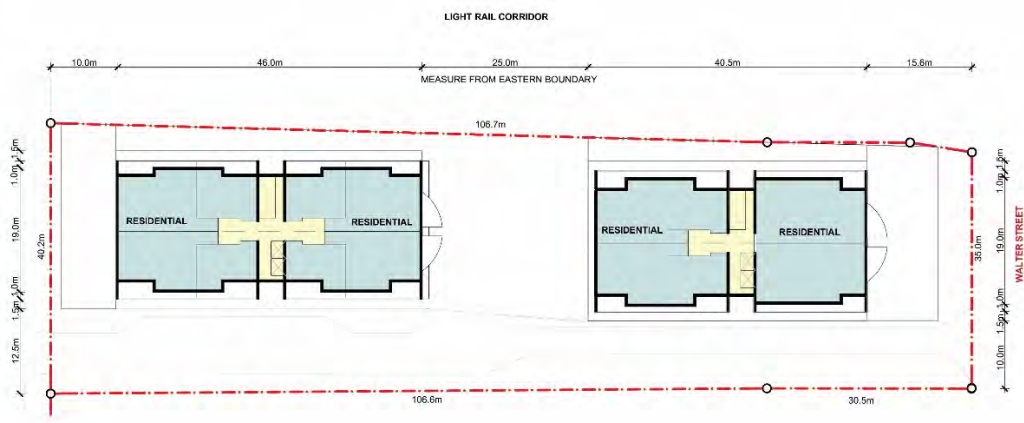 LIGHT RAIL CORRIDOR
10.0m 46.0m 25.0m 40.5m 15.6m
MEASURE FROM EASTERN BOUNDARY
106.7m
1.5m
1.0m
19.0m
1.0m
1.5m
12.5m
40.2m
RESIDENTIAL
RESIDENTIAL
RESIDENTIAL
RESIDENTIAL
35.0m
1.5m
1.0m
19.0m
1.0m
1.5m
10.0m
WALTER STREET
106.6m
30.5m